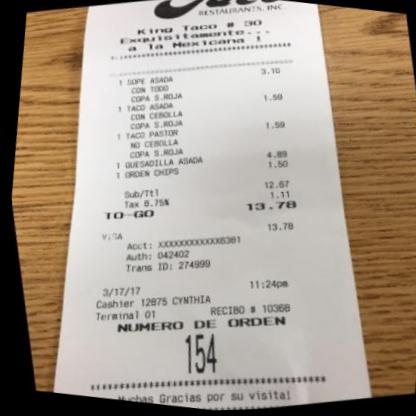 RESTAURANTS, INC.
King Taco # 30
Exquisitamente...
a la Mexicana !
1 SOPE ASADA 3.10
CON TODO
COPA S.ROJA
1 TACO ASADA 1.59
CON CEBOLLA
COPA S.ROJA
1 TACO PASTOR 1.59
NO CEBOLLA
COPA S.ROJA
1 QUESADILLA ASADA 4.89
1 ORDEN CHIPS 1.50
Sub/Ttl 12.67
Tax 8.75% 1.11
TO-GO 13.78
VISA 13.78
Acct: XXXXXXXXXXXX6381
Auth: 042402
Trans ID: 274999
3/17/17 11:24pm
Cashier 12875 CYNTHIA
Terminal 01 RECIBO # 10368
NUMERO DE ORDEN
154
Muchas Gracias por su visita!